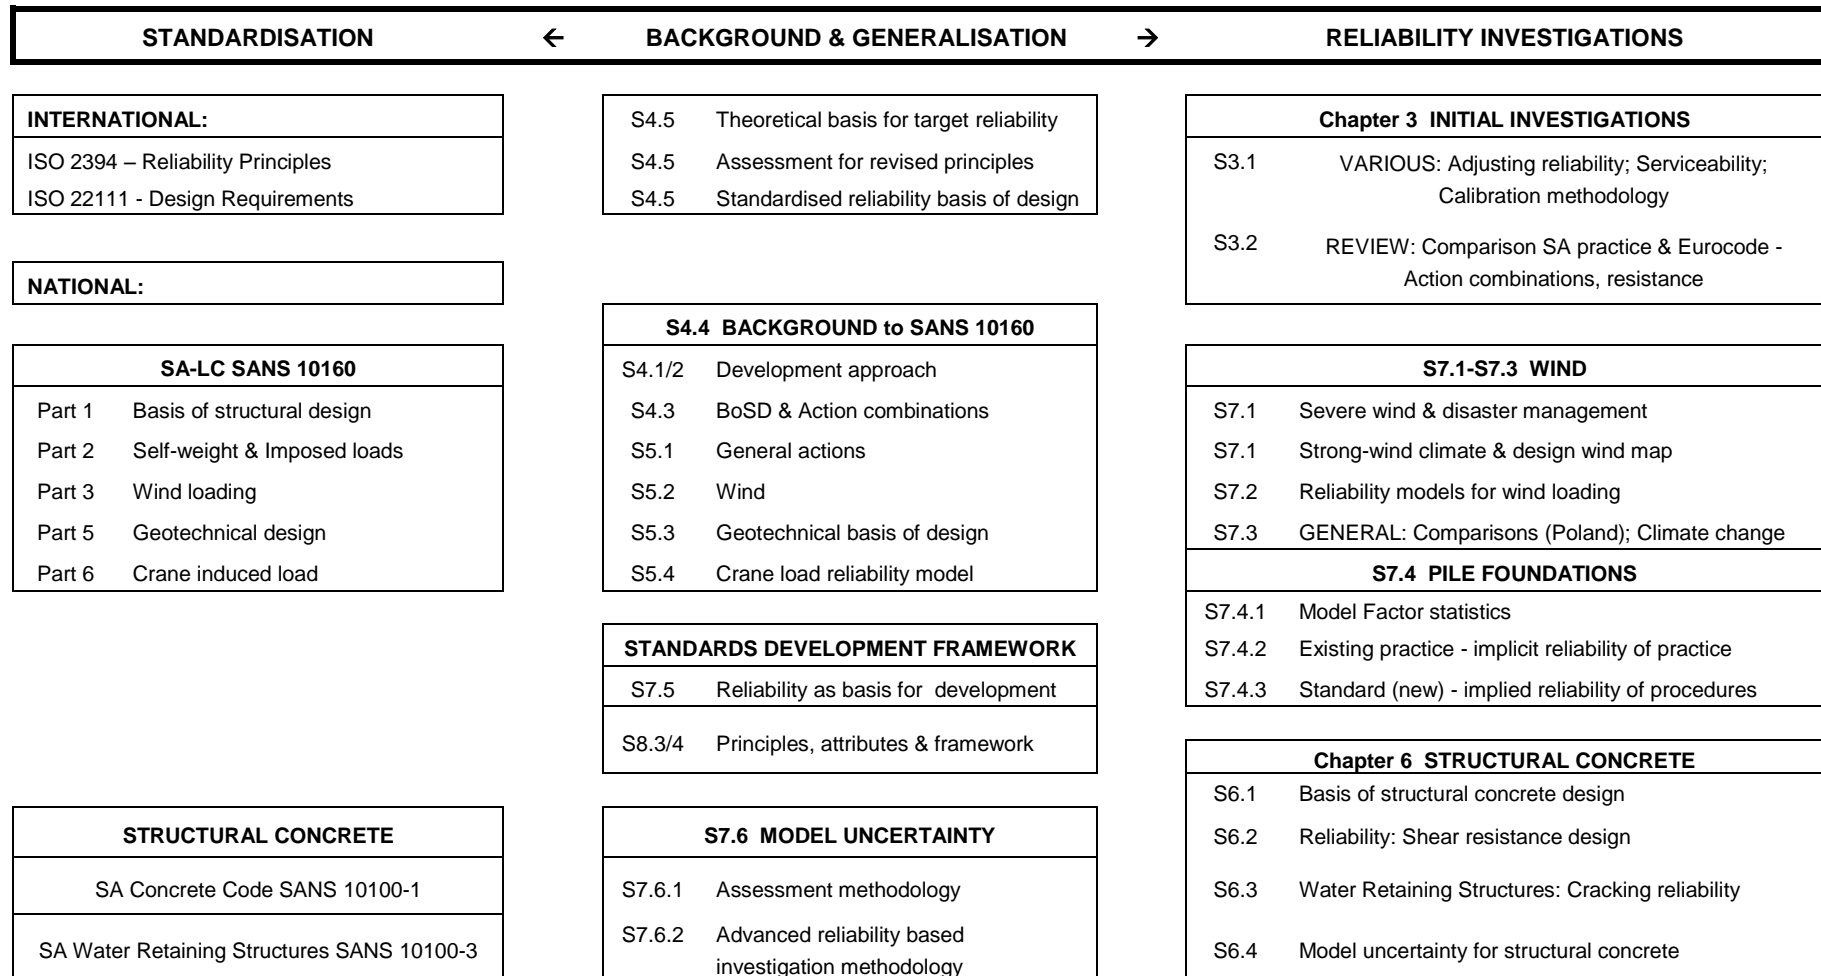 STANDARDISATION ← BACKGROUND & GENERALISATION → RELIABILITY INVESTIGATIONS
INTERNATIONAL:
ISO 2394 – Reliability Principles
ISO 22111 - Design Requirements
NATIONAL:
SA-LC SANS 10160
Part 1 Basis of structural design
Part 2 Self-weight & Imposed loads
Part 3 Wind loading
Part 5 Geotechnical design
Part 6 Crane induced load
STRUCTURAL CONCRETE
SA Concrete Code SANS 10100-1
SA Water Retaining Structures SANS 10100-3
S4.5 Theoretical basis for target reliability
S4.5 Assessment for revised principles
S4.5 Standardised reliability basis of design
S4.4 BACKGROUND to SANS 10160
S4.1/2 Development approach
S4.3 BoSD & Action combinations
S5.1 General actions
S5.2 Wind
S5.3 Geotechnical basis of design
S5.4 Crane load reliability model
STANDARDS DEVELOPMENT FRAMEWORK
S7.5 Reliability as basis for development
S8.3/4 Principles, attributes & framework
S7.6 MODEL UNCERTAINTY
S7.6.1 Assessment methodology
S7.6.2 Advanced reliability based
investigation methodology
Chapter 3 INITIAL INVESTIGATIONS
S3.1 VARIOUS: Adjusting reliability; Serviceability;
Calibration methodology
S3.2 REVIEW: Comparison SA practice & Eurocode -
Action combinations, resistance
S7.1-S7.3 WIND
S7.1 Severe wind & disaster management
S7.1 Strong-wind climate & design wind map
S7.2 Reliability models for wind loading
S7.3 GENERAL: Comparisons (Poland); Climate change
S7.4 PILE FOUNDATIONS
S7.4.1 Model Factor statistics
S7.4.2 Existing practice - implicit reliability of practice
S7.4.3 Standard (new) - implied reliability of procedures
Chapter 6 STRUCTURAL CONCRETE
S6.1 Basis of structural concrete design
S6.2 Reliability: Shear resistance design
S6.3 Water Retaining Structures: Cracking reliability
S6.4 Model uncertainty for structural concrete